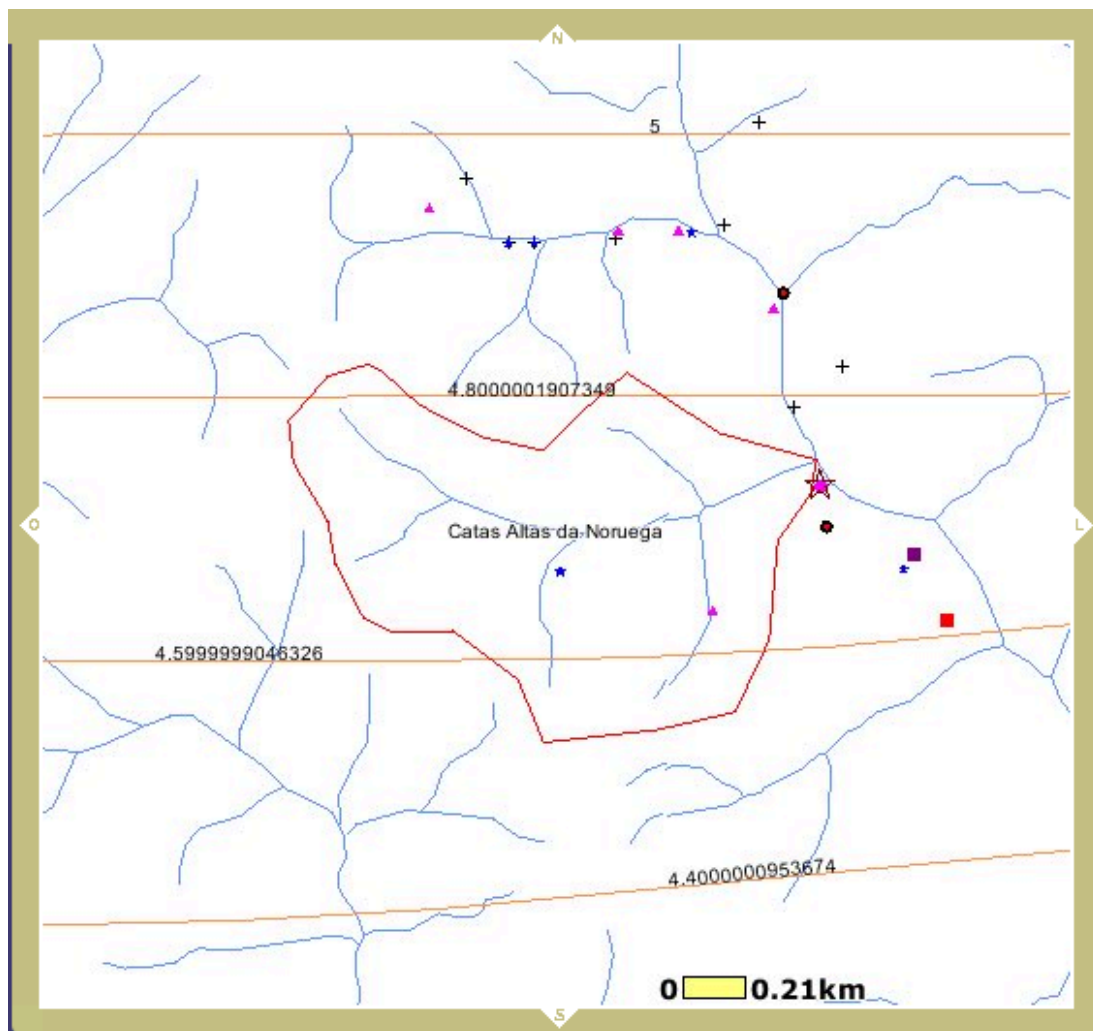 N
5
4.8000001907349
O
L
Catas Altas da Noruega
4.5999999046326
4.4000000953674
0 0.21km
S